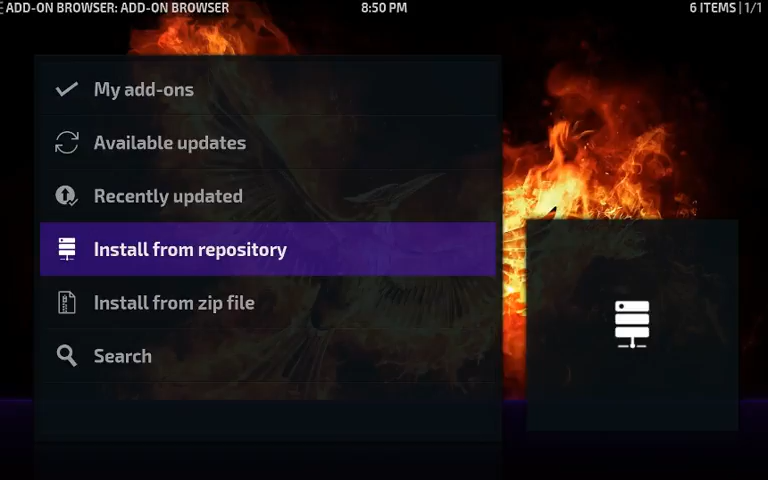 ADD-ON BROWSER: ADD-ON BROWSER
8:50 PM
6 ITEMS | 1/1
My add-ons
Available updates
Recently updated
Install from repository
Install from zip file
Search